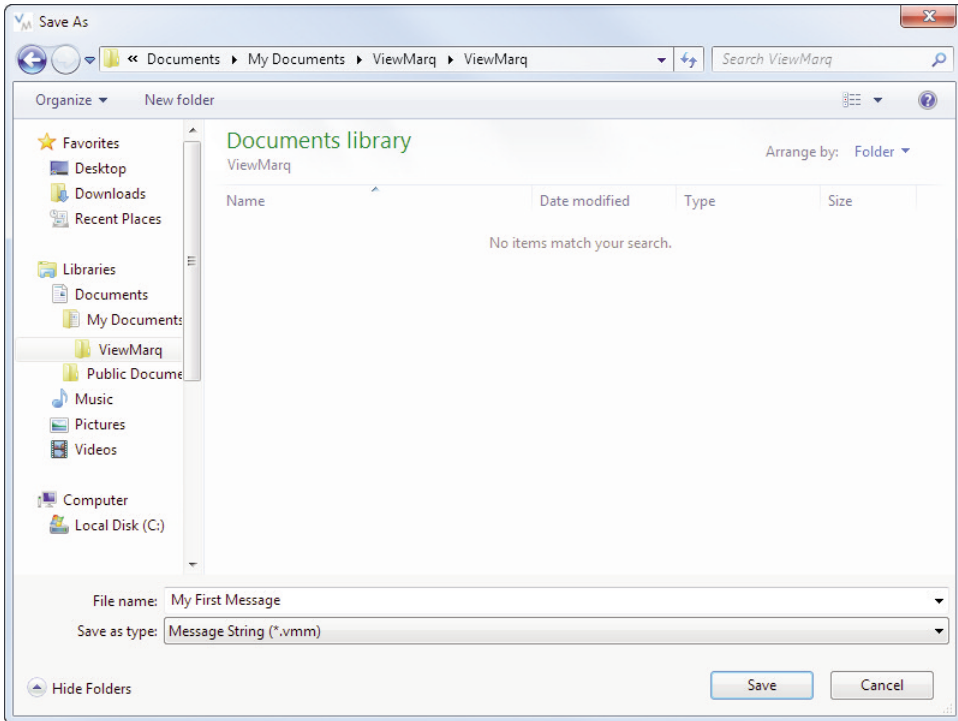 VM Save As
« Documents My Documents ViewMarq ViewMarq Search ViewMarq
Organize New folder
Favorites
Desktop
Downloads
Recent Places
Libraries
Documents
My Documents
ViewMarq
Public Docume
Music
Pictures
Videos
Computer
Local Disk (C:)
Documents library
ViewMarq
Arrange by: Folder
Name Date modified Type Size
No items match your search.
File name: My First Message
Save as type: Message String (*.vmm)
Hide Folders Save Cancel